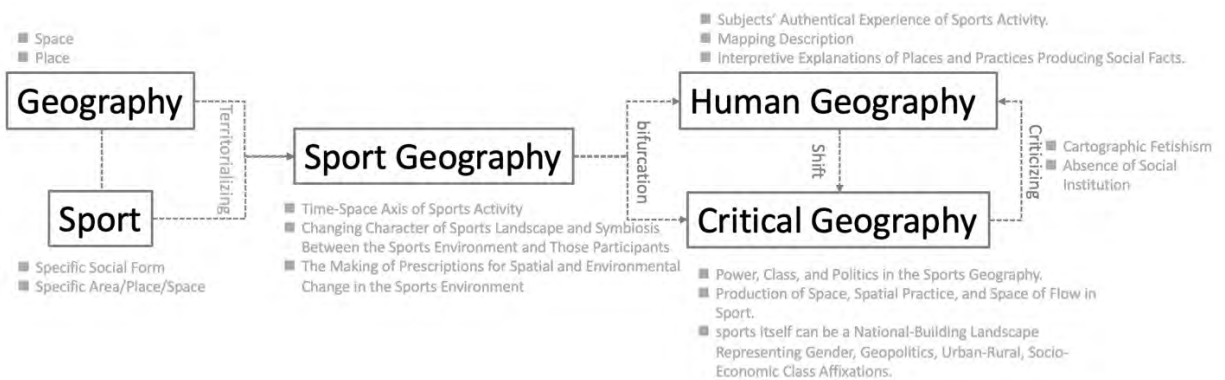 Space
Place
Geography
Territorializing
Sport
Specific Social Form
Specific Area/Place/Space
Sport Geography
Time-Space Axis of Sports Activity
Changing Character of Sports Landscape and Symbiosis
Between the Sports Environment and Those Participants
The Making of Prescriptions for Spatial and Environmental
Change in the Sports Environment
bifurcation
Subjects' Authentical Experience of Sports Activity.
Mapping Description
Interpretive Explanations of Places and Practices Producing Social Facts.
Human Geography
Shift
Criticizing
Cartographic Fetishism
Absence of Social
Institution
Critical Geography
Power, Class, and Politics in the Sports Geography.
Production of Space, Spatial Practice, and Space of Flow in
Sport.
sports itself can be a National-Building Landscape
Representing Gender, Geopolitics, Urban-Rural, Socio-
Economic Class Affixations.